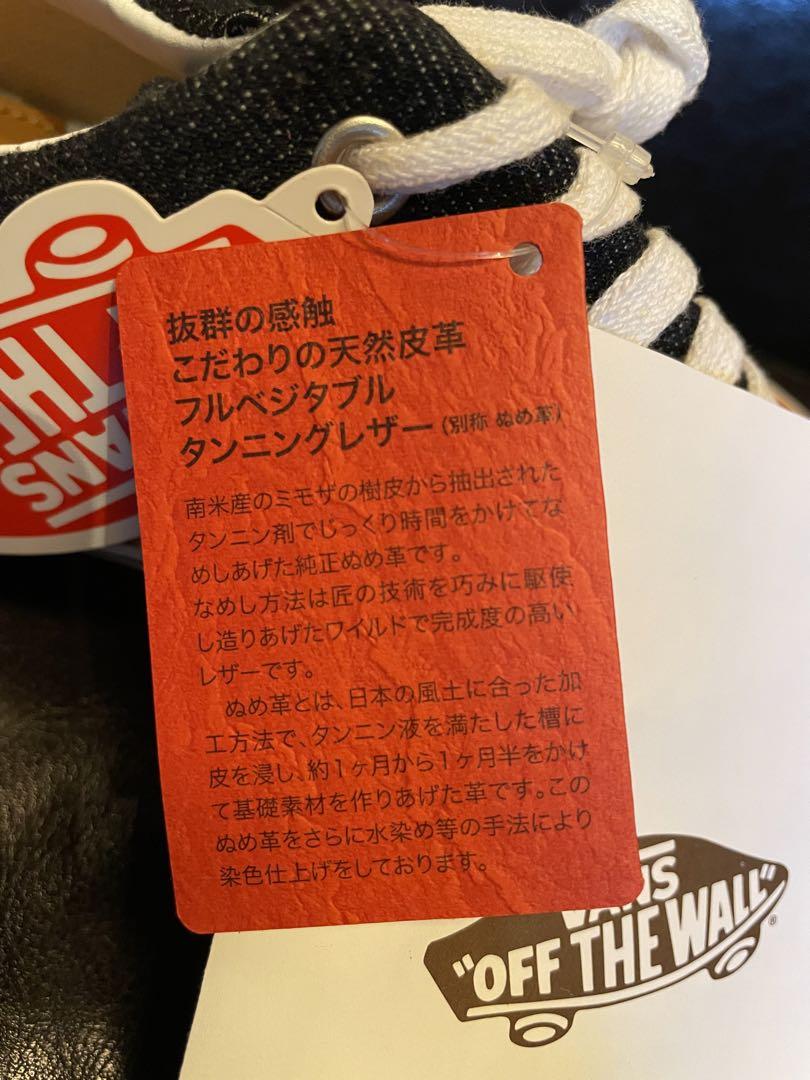 抜群の感触
こだわりの天然皮革
フルベジタブル
タンニングレザー（別称 ぬめ革）
南米産のミモザの樹皮から抽出された
タンニン剤でじっくり時間をかけてな
めしあげた純正ぬめ革です。
なめし方法は匠の技術を巧みに駆使
し造りあげたワイルドで完成度の高い
レザーです。
ぬめ革とは、日本の風土に合った加
工方法で、タンニン液を満たした槽に
皮を浸し、約1ヶ月から1ヶ月半をかけ
て基礎素材を作りあげた革です。この
ぬめ革をさらに水染め等の手法により
染色仕上げをしております。
VANS
VANS
"OFF THE WALL"
®